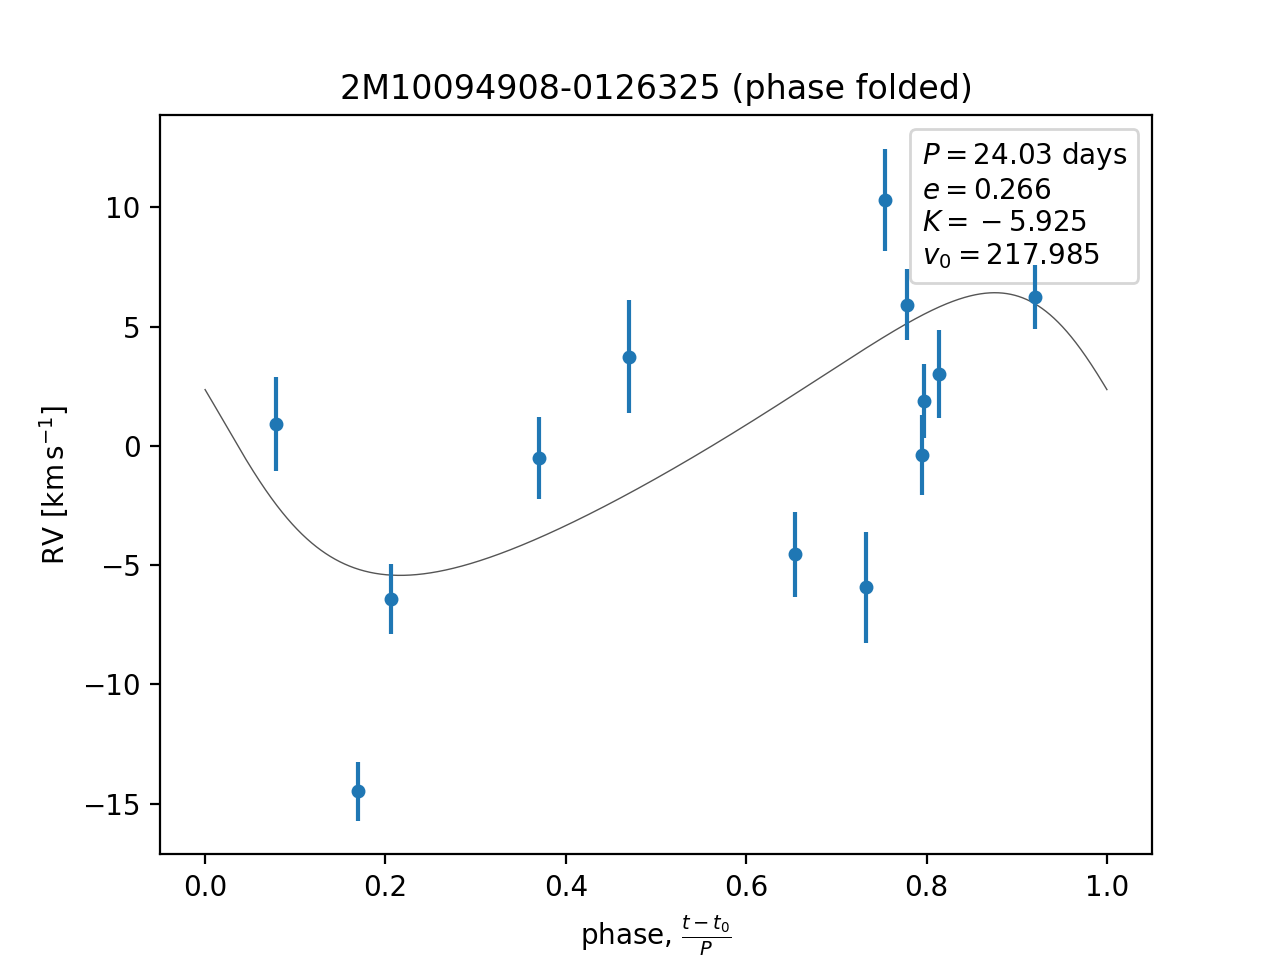 2M10094908-0126325 (phase folded)
P = 24.03 days
e = 0.266
K = −5.925
v₀ = 217.985
10
5
0
−5
−10
−15
RV [km s⁻¹]
0.0 0.2 0.4 0.6 0.8 1.0
phase, (t − t₀)/P